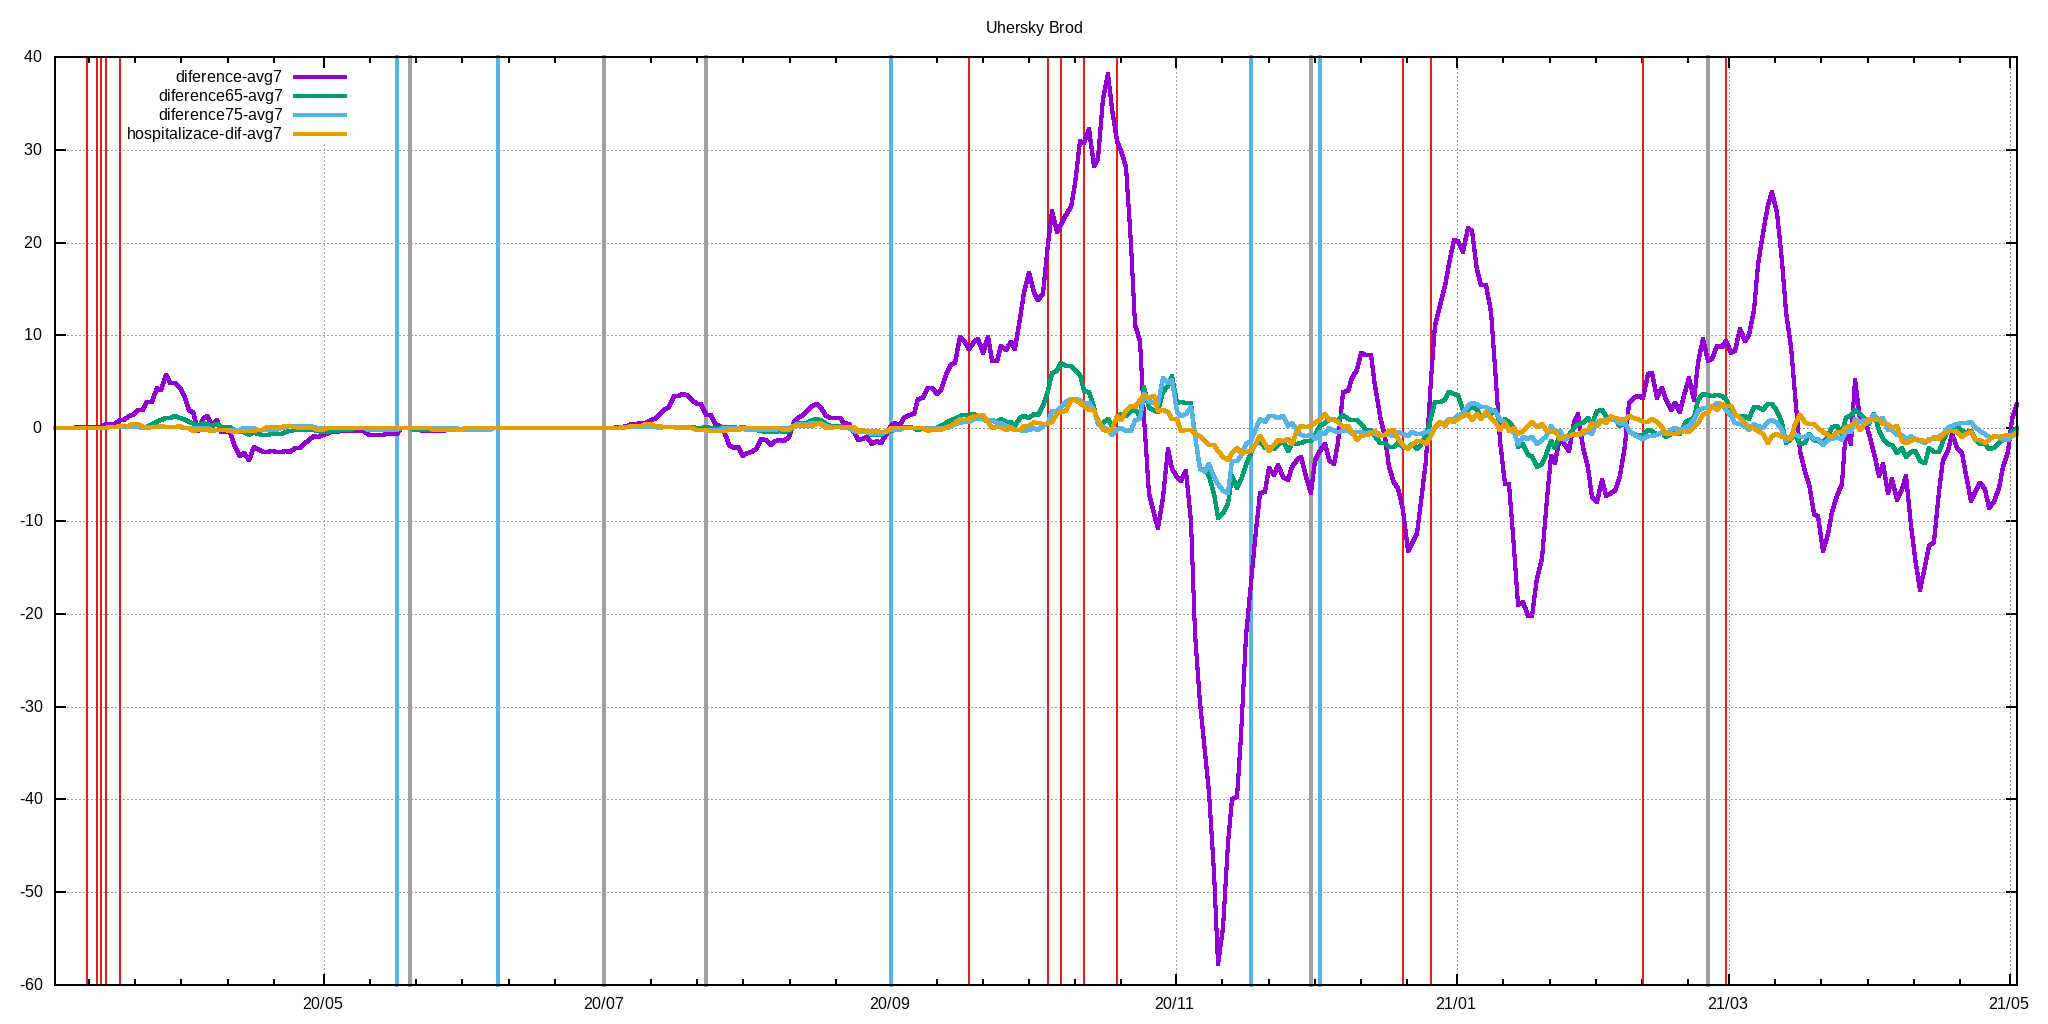 Uhersky Brod
40
diference-avg7
diference65-avg7
diference75-avg7
hospitalizace-dif-avg7
30
20
10
0
-10
-20
-30
-40
-50
-60
20/05 20/07 20/09 20/11 21/01 21/03 21/05